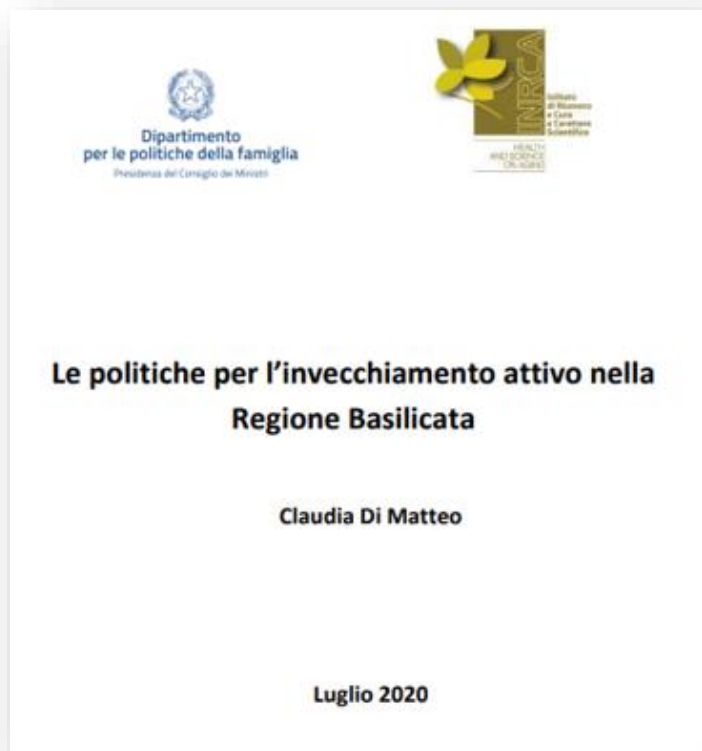 Dipartimento
per le politiche della famiglia
Presidenza del Consiglio dei Ministri
INRCA
Istituto
di Ricovero
e Cura
a Carattere
Scientifico
HEALTH
AND SCIENCE
ON AGING
Le politiche per l’invecchiamento attivo nella
Regione Basilicata
Claudia Di Matteo
Luglio 2020